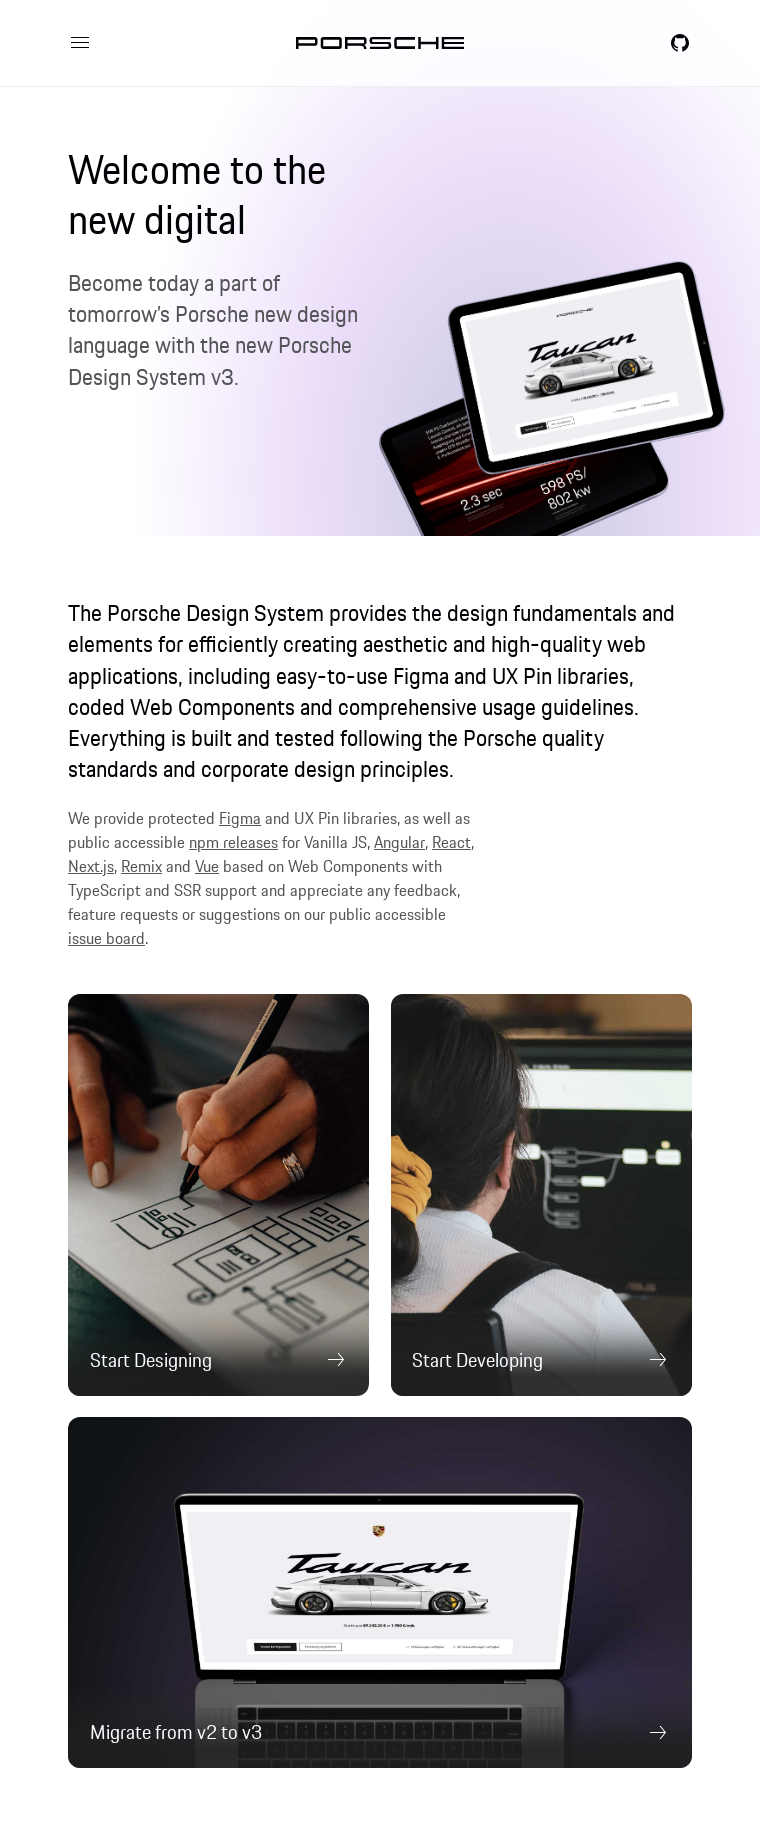 PORSCHE
Welcome to the
new digital
Become today a part of
tomorrow's Porsche new design
language with the new Porsche
Design System v3.
PORSCHE
Taycan
2.3 sec
598 PS/
802 kw
The Porsche Design System provides the design fundamentals and
elements for efficiently creating aesthetic and high-quality web
applications, including easy-to-use Figma and UX Pin libraries,
coded Web Components and comprehensive usage guidelines.
Everything is built and tested following the Porsche quality
standards and corporate design principles.
We provide protected Figma and UX Pin libraries, as well as
public accessible npm releases for Vanilla JS, Angular, React,
Next.js, Remix and Vue based on Web Components with
TypeScript and SSR support and appreciate any feedback,
feature requests or suggestions on our public accessible
issue board.
Start Designing
Start Developing
Taycan
Migrate from v2 to v3